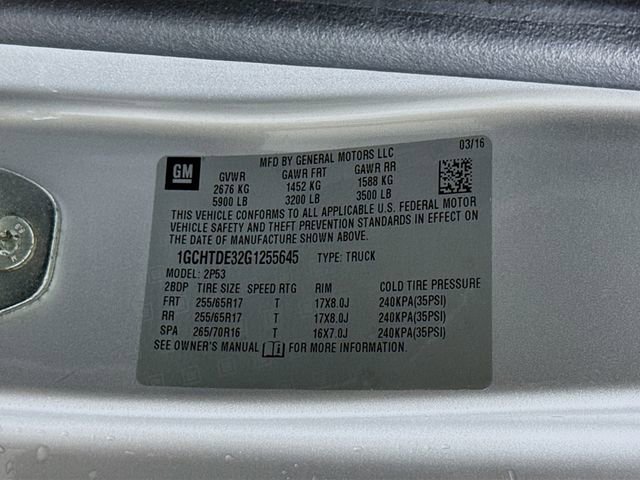 03/16
GM MFD BY GENERAL MOTORS LLC
GVWR GAWR FRT GAWR RR
2676 KG 1452 KG 1588 KG
5900 LB 3200 LB 3500 LB
THIS VEHICLE CONFORMS TO ALL APPLICABLE U.S. FEDERAL MOTOR
VEHICLE SAFETY AND THEFT PREVENTION STANDARDS IN EFFECT ON
THE DATE OF MANUFACTURE SHOWN ABOVE.
1GCHTDE32G1255645 TYPE: TRUCK
MODEL: 2P53
2BDP TIRE SIZE SPEED RTG RIM COLD TIRE PRESSURE
FRT 255/65R17 T 17X8.0J 240KPA(35PSI)
RR 255/65R17 T 17X8.0J 240KPA(35PSI)
SPA 265/70R16 T 16X7.0J 240KPA(35PSI)
SEE OWNER'S MANUAL FOR MORE INFORMATION.